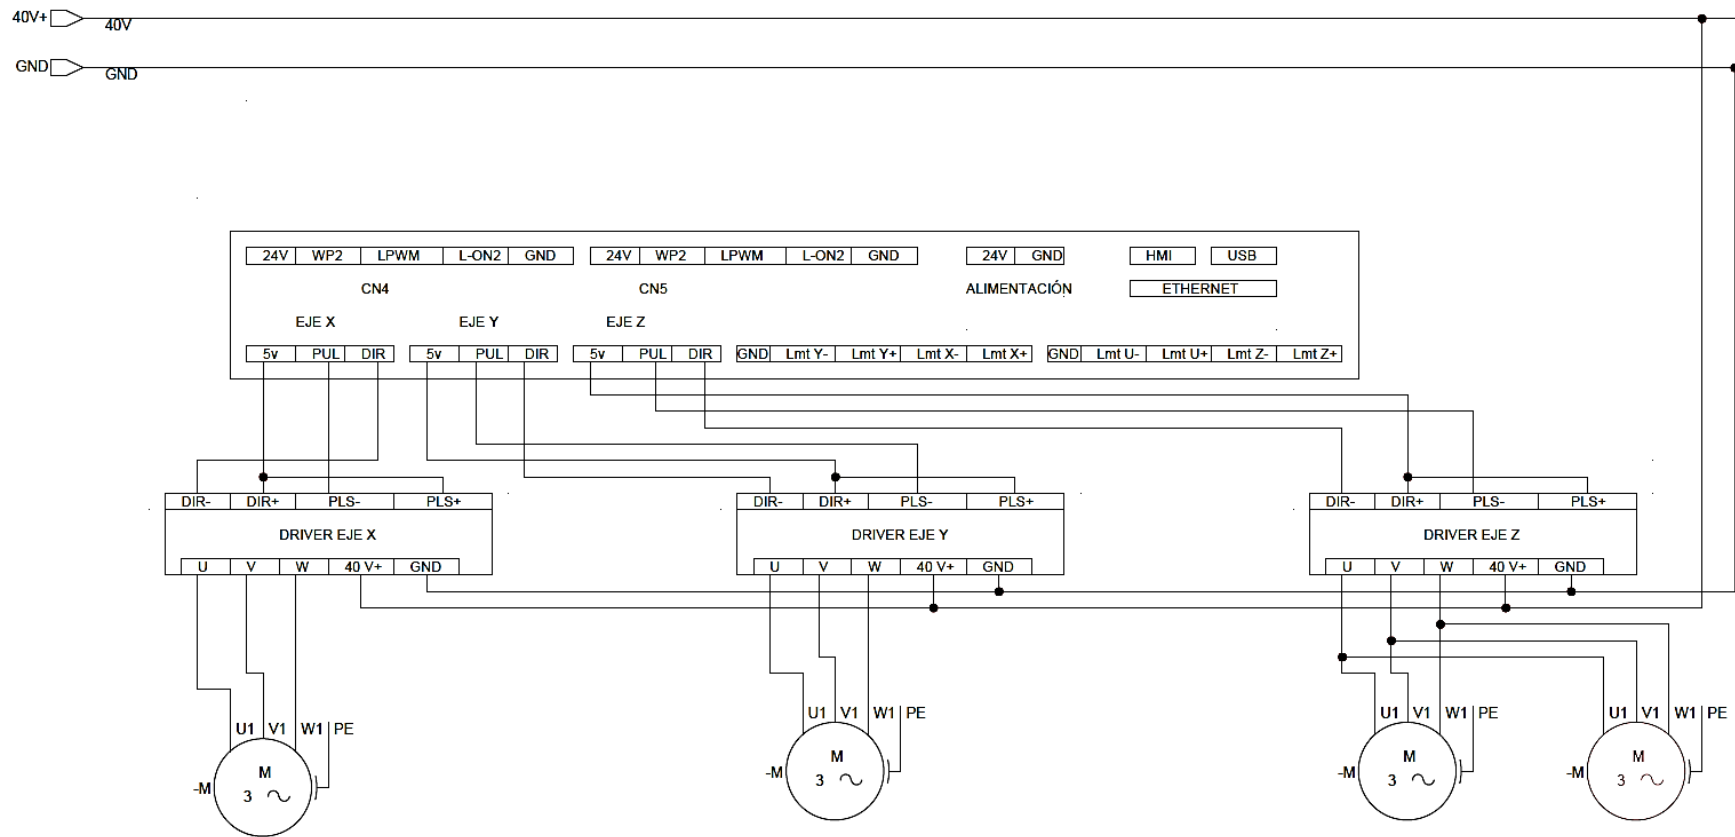 40V+ 40V
GND GND
24V WP2 LPWM L-ON2 GND 24V WP2 LPWM L-ON2 GND 24V GND HMI USB
CN4 CN5 ALIMENTACIÓN ETHERNET
EJE X EJE Y EJE Z
5v PUL DIR 5v PUL DIR 5v PUL DIR GND Lmt Y- Lmt Y+ Lmt X- Lmt X+ GND Lmt U- Lmt U+ Lmt Z- Lmt Z+
DIR- DIR+ PLS- PLS+ DIR- DIR+ PLS- PLS+ DIR- DIR+ PLS- PLS+
DRIVER EJE X DRIVER EJE Y DRIVER EJE Z
U V W 40 V+ GND U V W 40 V+ GND U V W 40 V+ GND
U1 V1 W1 PE U1 V1 W1 PE U1 V1 W1 PE U1 V1 W1 PE
M M M M
-M 3 -M 3 -M 3 -M 3